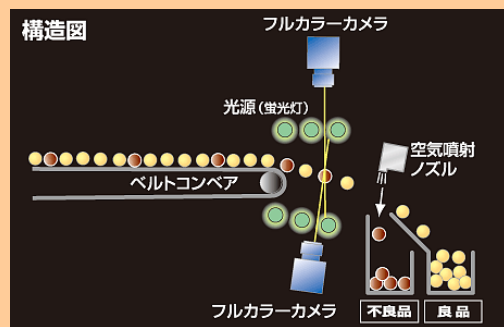 構造図
フルカラーカメラ
光源(蛍光灯)
空気噴射
ノズル
ベルトコンベア
フルカラーカメラ
不良品
良品